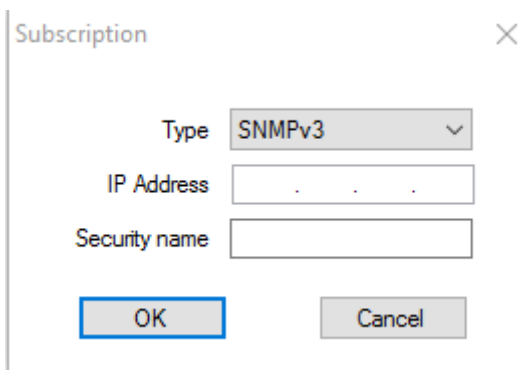 Subscription
Type SNMPv3
IP Address . . .
Security name
OK Cancel